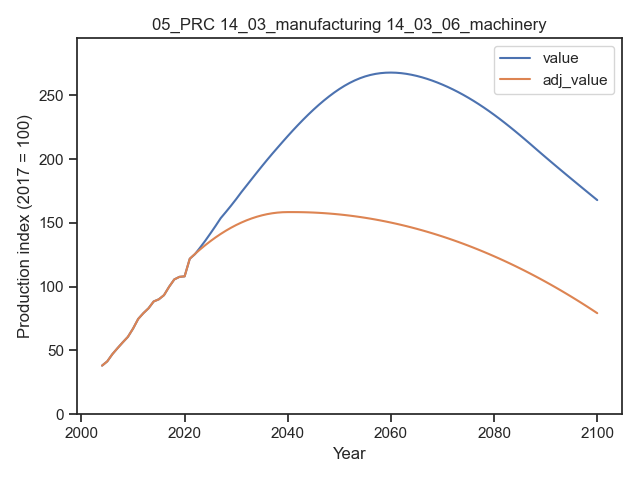 05_PRC 14_03_manufacturing 14_03_06_machinery
value
adj_value
Production index (2017 = 100)
250
200
150
100
50
0
2000 2020 2040 2060 2080 2100
Year